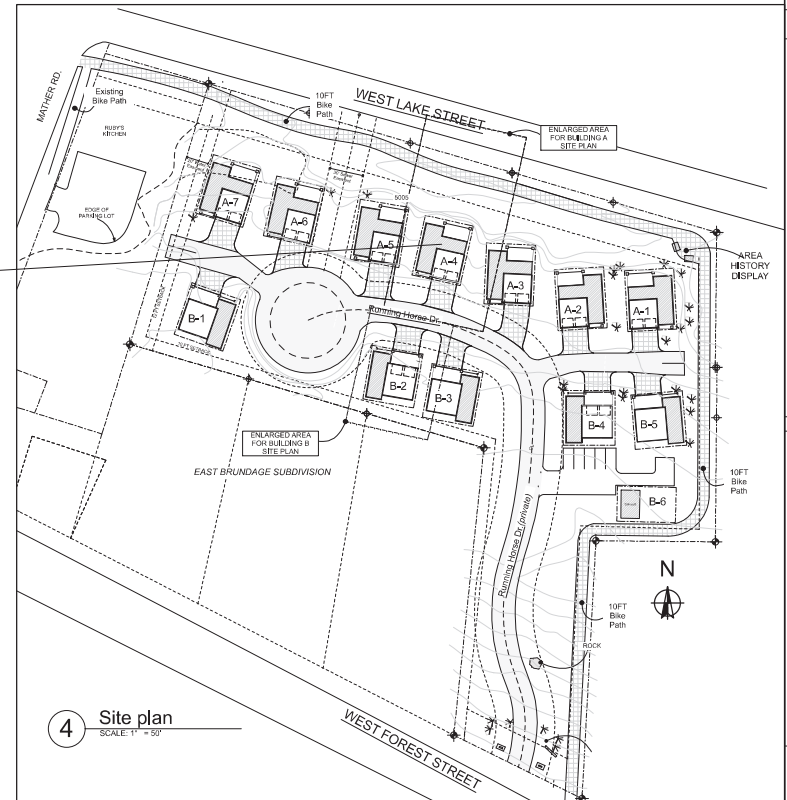 MATHER RD.
Existing
Bike Path
RUBY'S
KITCHEN
EDGE OF
PARKING LOT
10FT
Bike
Path
WEST LAKE STREET
ENLARGED AREA
FOR BUILDING A
SITE PLAN
AREA
HISTORY
DISPLAY
5005
A-7
A-6
A-5
A-4
A-3
A-2
A-1
B-1
Running Horse Dr.
B-2
B-3
B-4
B-5
B-6
ENLARGED AREA
FOR BUILDING B
SITE PLAN
EAST BRUNDAGE SUBDIVISION
10FT
Bike
Path
Running Horse Dr. (private)
N
10FT
Bike
Path
ROCK
WEST FOREST STREET
4
Site plan
SCALE: 1" = 50'